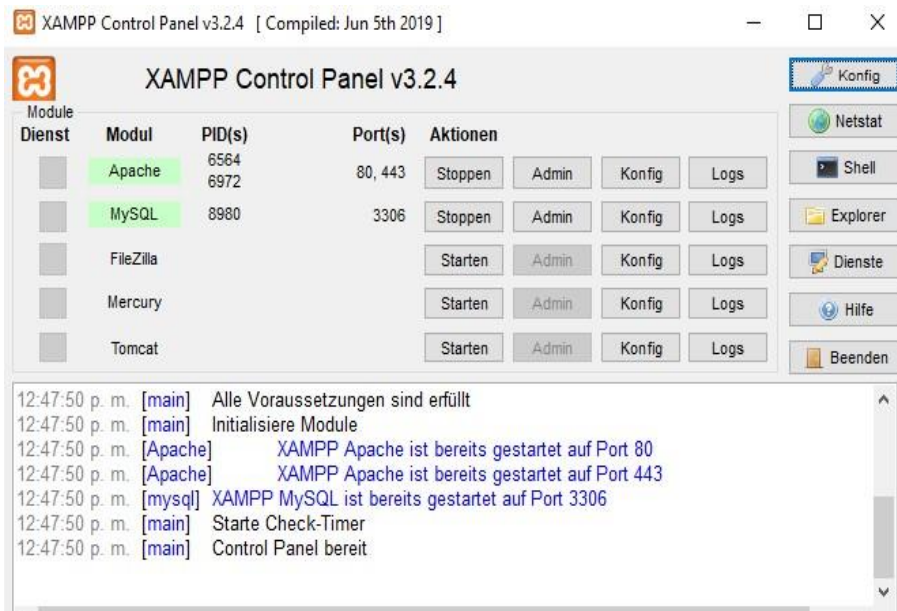 XAMPP Control Panel v3.2.4 [ Compiled: Jun 5th 2019 ]
XAMPP Control Panel v3.2.4
Konfig
Module
Dienst Modul PID(s) Port(s) Aktionen
Netstat
Apache 6564 6972 80, 443 Stoppen Admin Konfig Logs
Shell
MySQL 8980 3306 Stoppen Admin Konfig Logs
Explorer
FileZilla Starten Admin Konfig Logs
Dienste
Mercury Starten Admin Konfig Logs
Hilfe
Tomcat Starten Admin Konfig Logs
Beenden
12:47:50 p. m. [main] Alle Voraussetzungen sind erfüllt
12:47:50 p. m. [main] Initialisiere Module
12:47:50 p. m. [Apache] XAMPP Apache ist bereits gestartet auf Port 80
12:47:50 p. m. [Apache] XAMPP Apache ist bereits gestartet auf Port 443
12:47:50 p. m. [mysql] XAMPP MySQL ist bereits gestartet auf Port 3306
12:47:50 p. m. [main] Starte Check-Timer
12:47:50 p. m. [main] Control Panel bereit